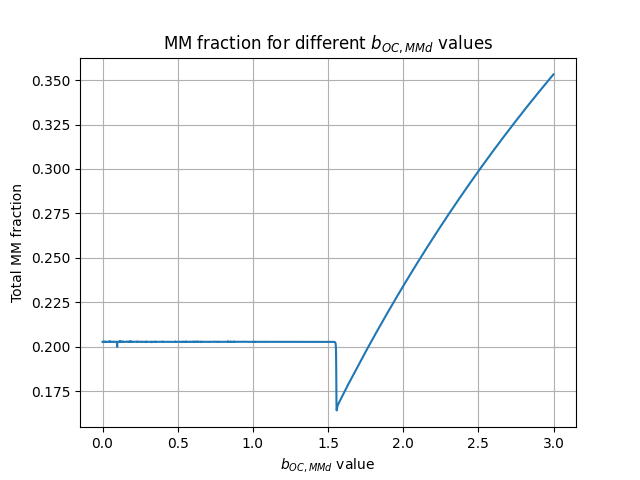 MM fraction for different $b_{OC,MMd}$ values
0.350
0.325
0.300
0.275
0.250
0.225
0.200
0.175
Total MM fraction
0.0 0.5 1.0 1.5 2.0 2.5 3.0
$b_{OC,MMd}$ value